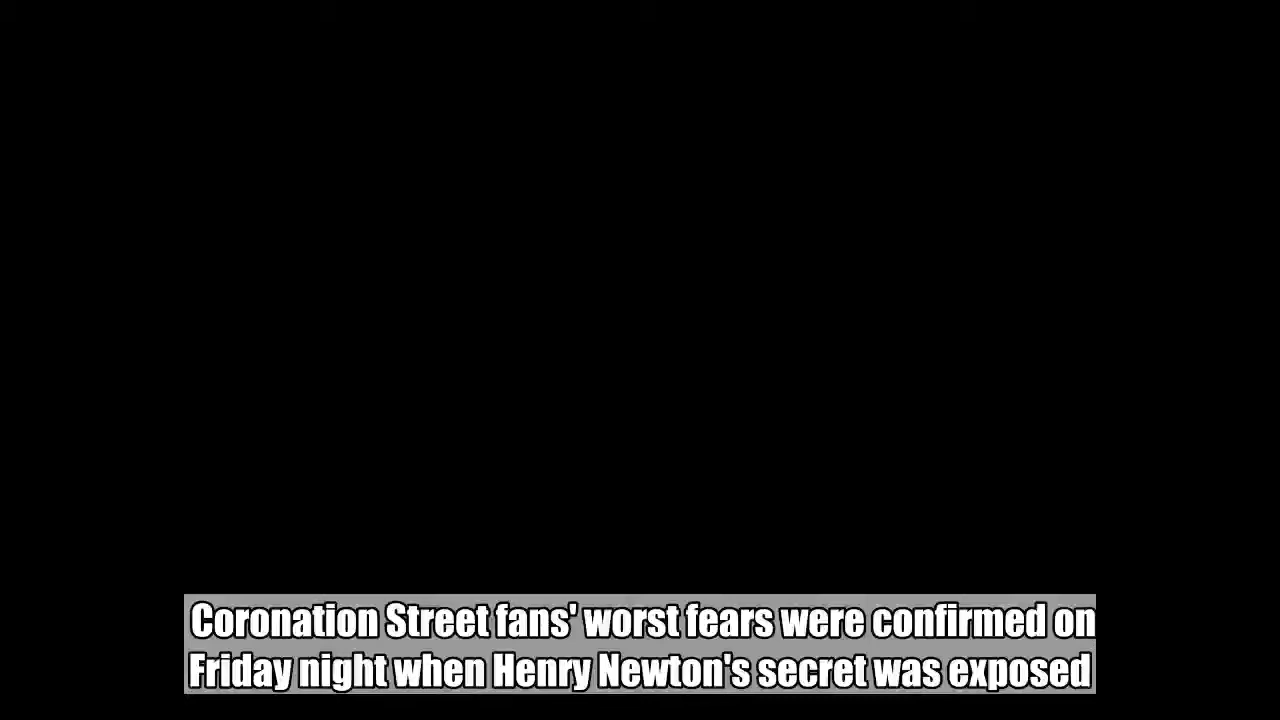 Coronation Street fans' worst fears were confirmed on
Friday night when Henry Newton's secret was exposed